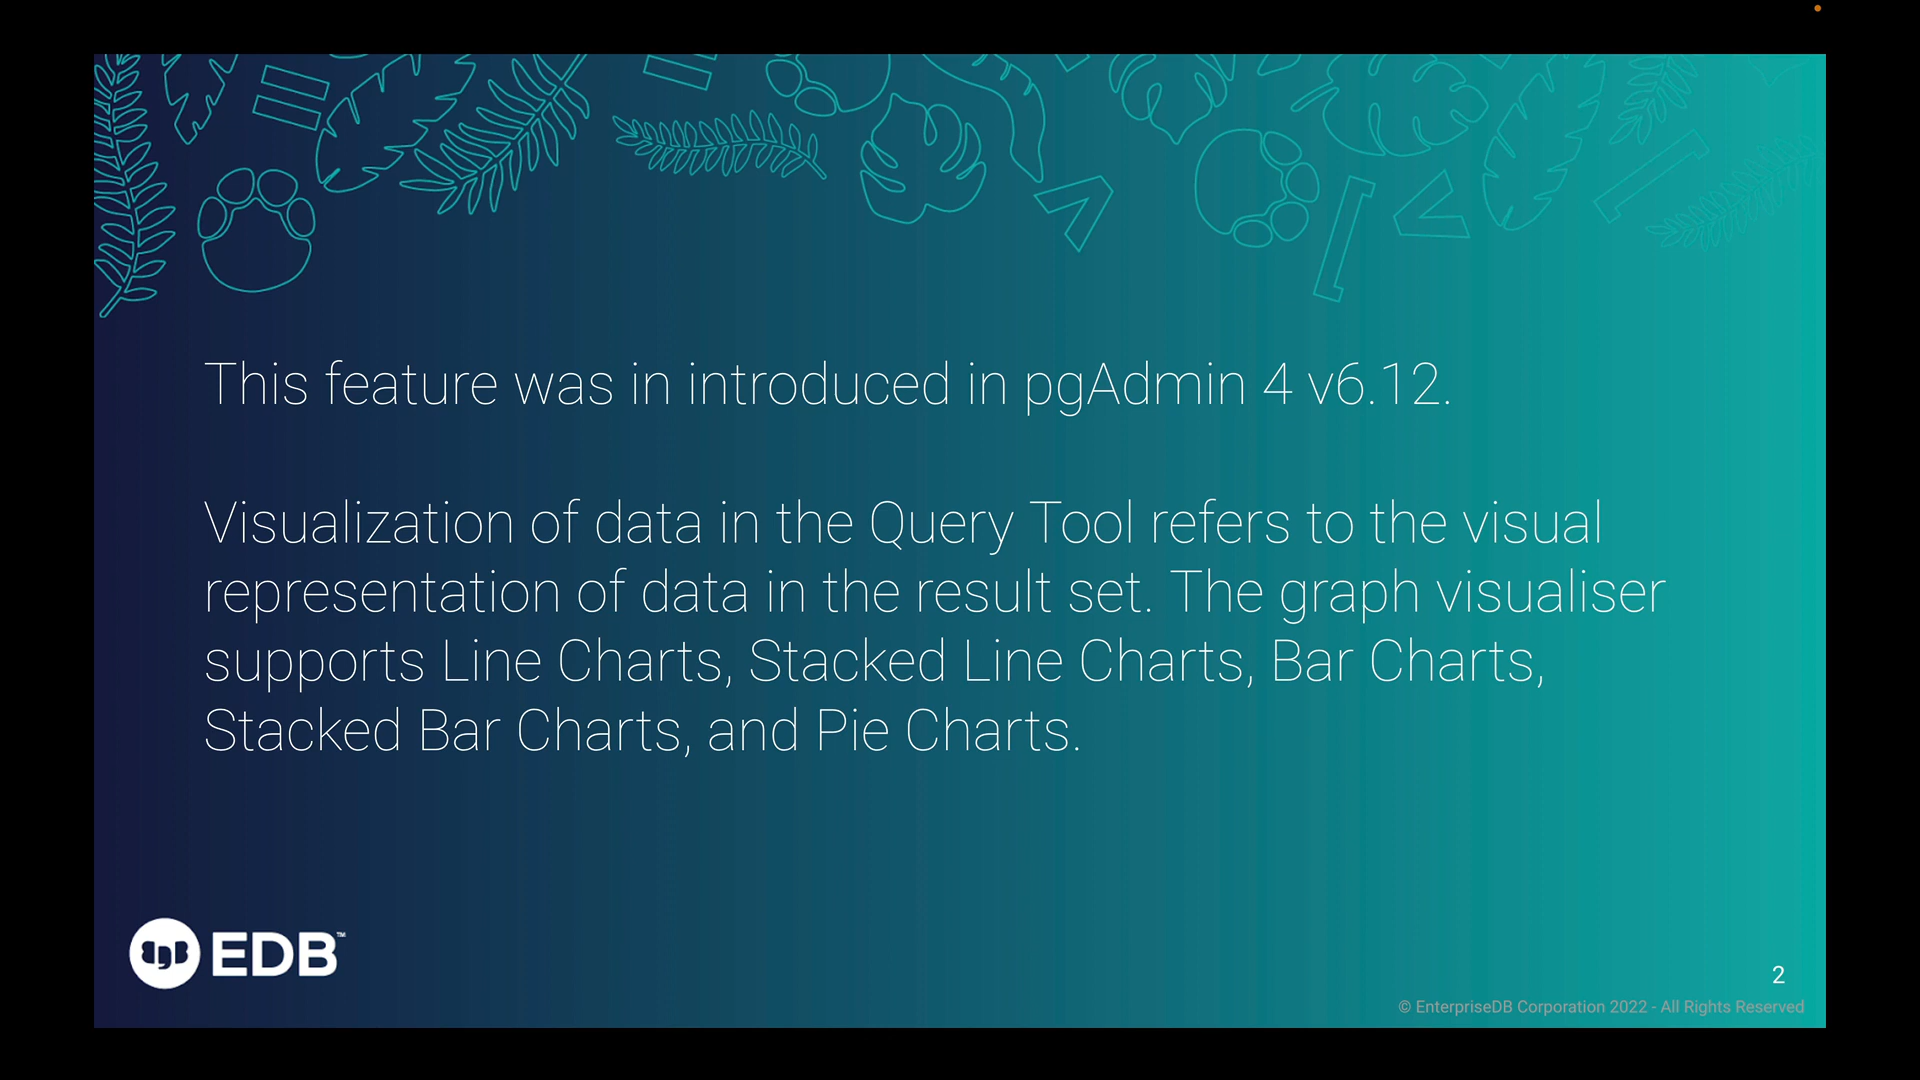 This feature was in introduced in pgAdmin 4 v6.12.
Visualization of data in the Query Tool refers to the visual
representation of data in the result set. The graph visualiser
supports Line Charts, Stacked Line Charts, Bar Charts,
Stacked Bar Charts, and Pie Charts.
EDB™
2
© EnterpriseDB Corporation 2022 - All Rights Reserved